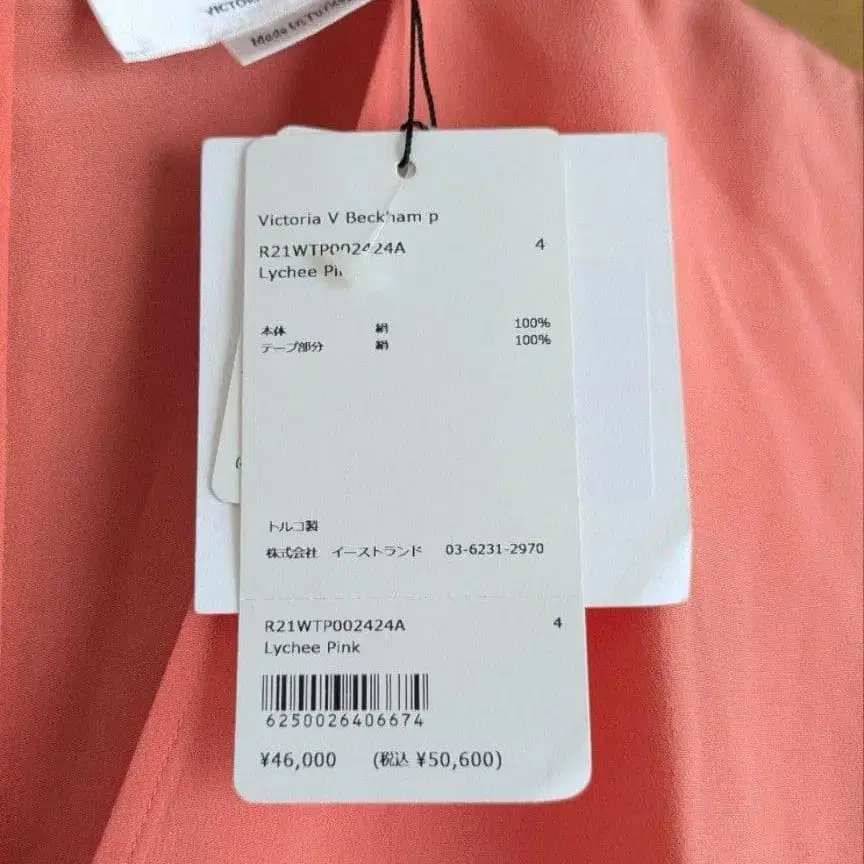 Made in Tu
Victoria V Beckham p
R21WTP002424A 4
Lychee Pin
本体 絹 100%
テープ部分 絹 100%
トルコ製
株式会社 イーストランド 03-6231-2970
R21WTP002424A 4
Lychee Pink
6250026406674
¥46,000 (税込 ¥50,600)